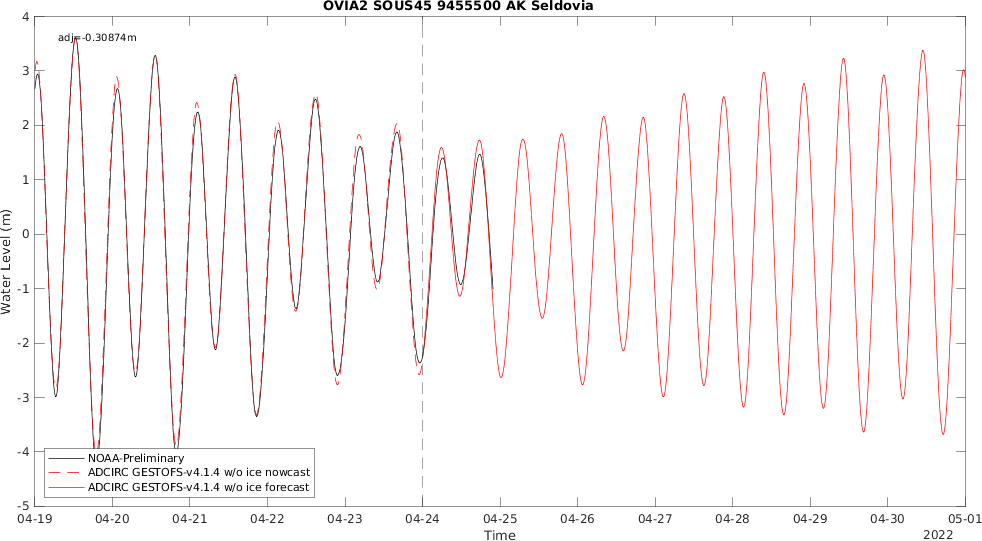 OVIA2 SOUS45 9455500 AK Seldovia
adj=-0.30874m
Water Level (m)
4
3
2
1
0
-1
-2
-3
-4
-5
NOAA-Preliminary
ADCIRC GESTOFS-v4.1.4 w/o ice nowcast
ADCIRC GESTOFS-v4.1.4 w/o ice forecast
04-19 04-20 04-21 04-22 04-23 04-24 04-25 04-26 04-27 04-28 04-29 04-30 05-01
Time
2022